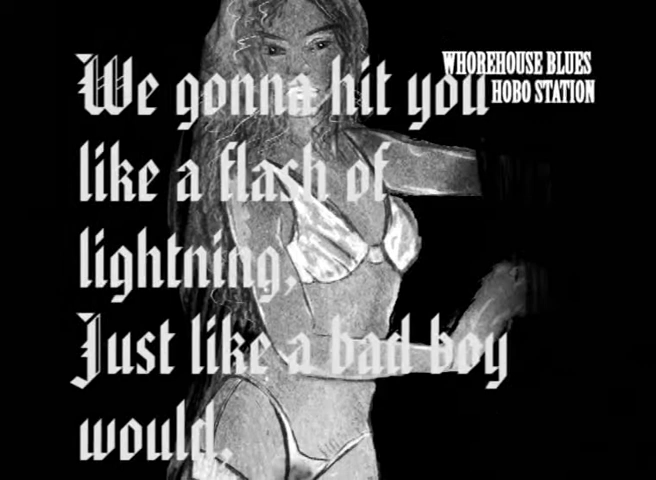 WHOREHOUSE BLUES
HOBO STATION
We gonna hit you
like a flash of
lightning,
Just like a bad boy
would,